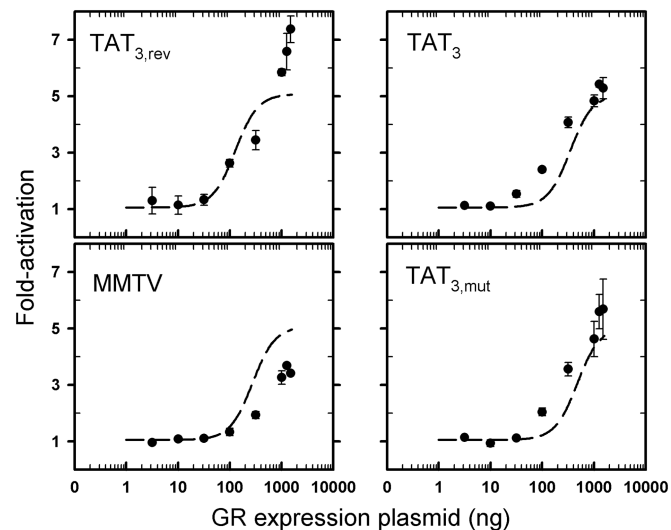 TAT3,rev
TAT3
7
5
3
1
MMTV
TAT3,mut
7
5
3
1
0 1 10 100 1000 10000
0 1 10 100 1000 10000
Fold-activation
GR expression plasmid (ng)